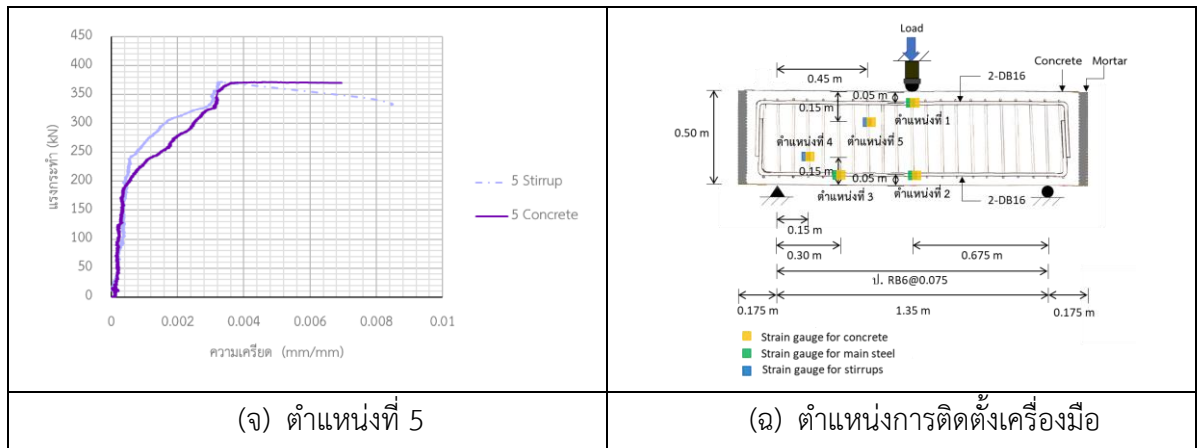 450
400
350
300
250
200
150
100
50
0
แรงกระทำ (kN)
0 0.002 0.004 0.006 0.008 0.01
ความเครียด (mm/mm)
5 Stirrup
5 Concrete
(จ) ตำแหน่งที่ 5
Load
Concrete Mortar
0.45 m
2-DB16
0.05 m
0.15 m
ตำแหน่งที่ 1
0.50 m
ตำแหน่งที่ 4 ตำแหน่งที่ 5
0.15 m
0.05 m
ตำแหน่งที่ 3 ตำแหน่งที่ 2
2-DB16
0.15 m
0.30 m 0.675 m
ป. RB6@0.075
0.175 m 1.35 m 0.175 m
Strain gauge for concrete
Strain gauge for main steel
Strain gauge for stirrups
(ฉ) ตำแหน่งการติดตั้งเครื่องมือ